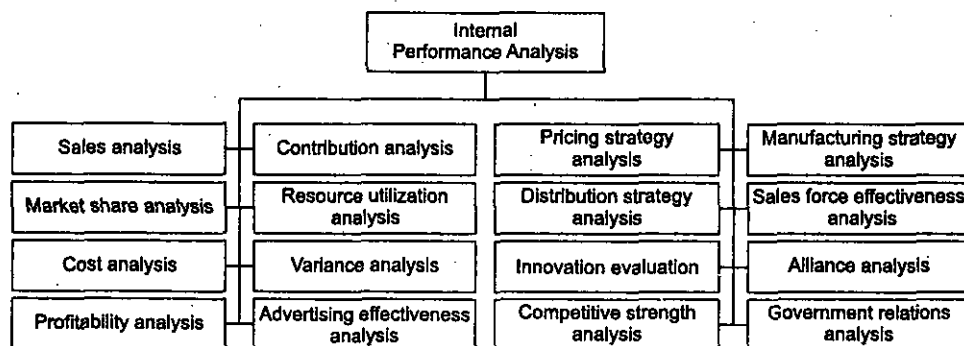 Internal
Performance Analysis
Sales analysis
Contribution analysis
Pricing strategy
analysis
Manufacturing strategy
analysis
Market share analysis
Resource utilization
analysis
Distribution strategy
analysis
Sales force effectiveness
analysis
Cost analysis
Variance analysis
Innovation evaluation
Alliance analysis
Profitability analysis
Advertising effectiveness
analysis
Competitive strength
analysis
Government relations
analysis